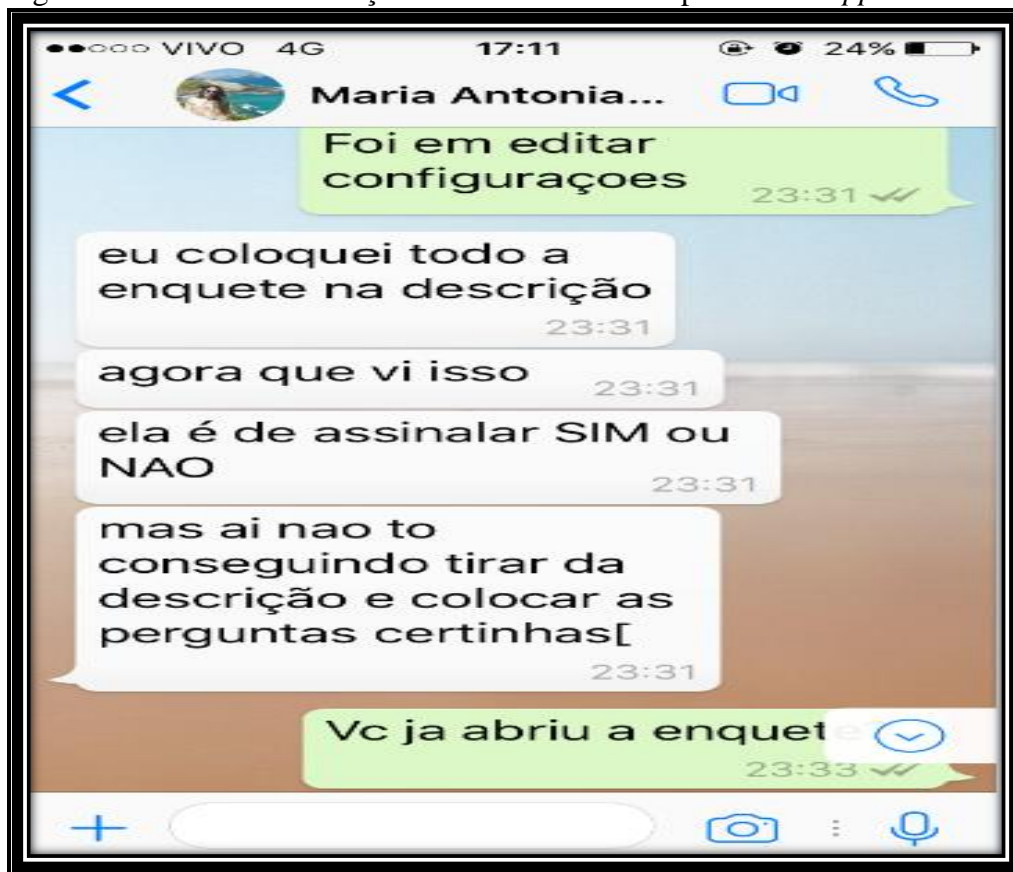 VIVO 4G 17:11 24%
Maria Antonia...
Foi em editar
configuraçoes
23:31
eu coloquei todo a
enquete na descrição
23:31
agora que vi isso
23:31
ela é de assinalar SIM ou
NAO
23:31
mas ai nao to
conseguindo tirar da
descrição e colocar as
perguntas certinhas[
23:31
Vc ja abriu a enquet
23:33